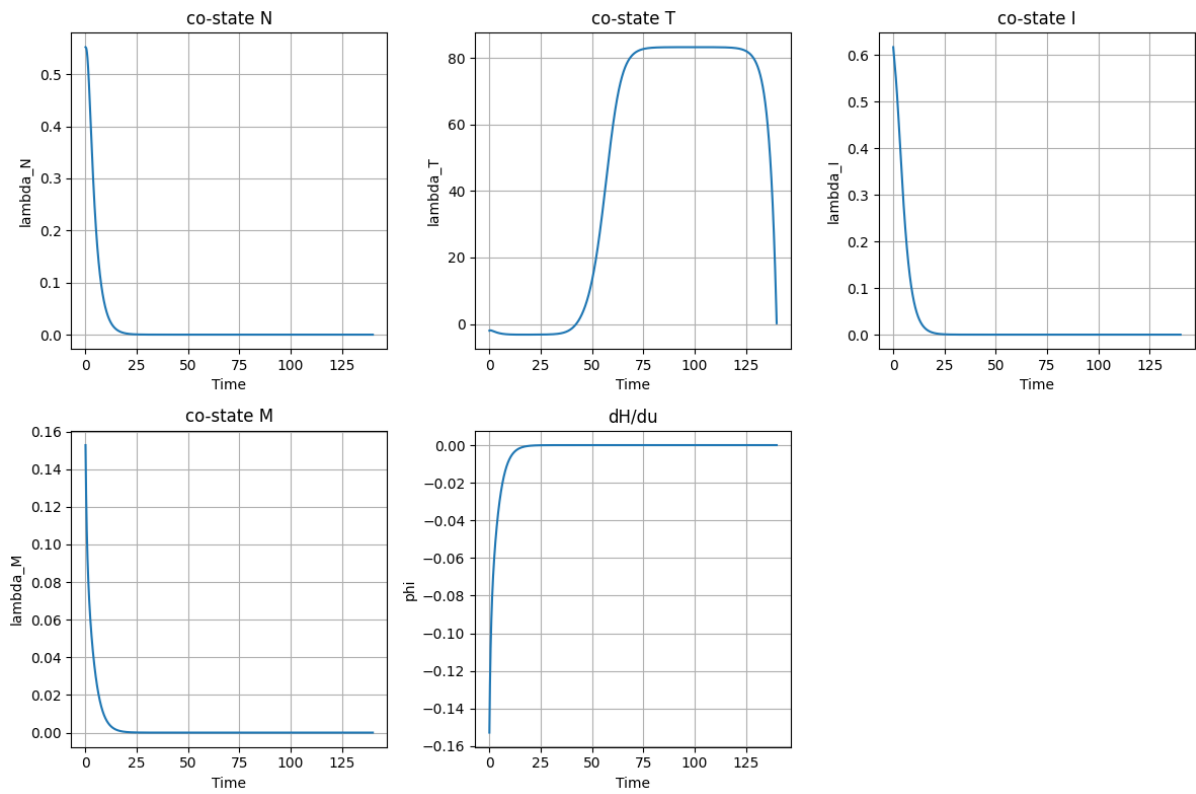 co-state N
lambda_N
0.5
0.4
0.3
0.2
0.1
0.0
0 25 50 75 100 125
Time
co-state T
lambda_T
80
60
40
20
0
0 25 50 75 100 125
Time
co-state I
lambda_I
0.6
0.5
0.4
0.3
0.2
0.1
0.0
0 25 50 75 100 125
Time
co-state M
lambda_M
0.16
0.14
0.12
0.10
0.08
0.06
0.04
0.02
0.00
0 25 50 75 100 125
Time
dH/du
phi
0.00
−0.02
−0.04
−0.06
−0.08
−0.10
−0.12
−0.14
−0.16
0 25 50 75 100 125
Time